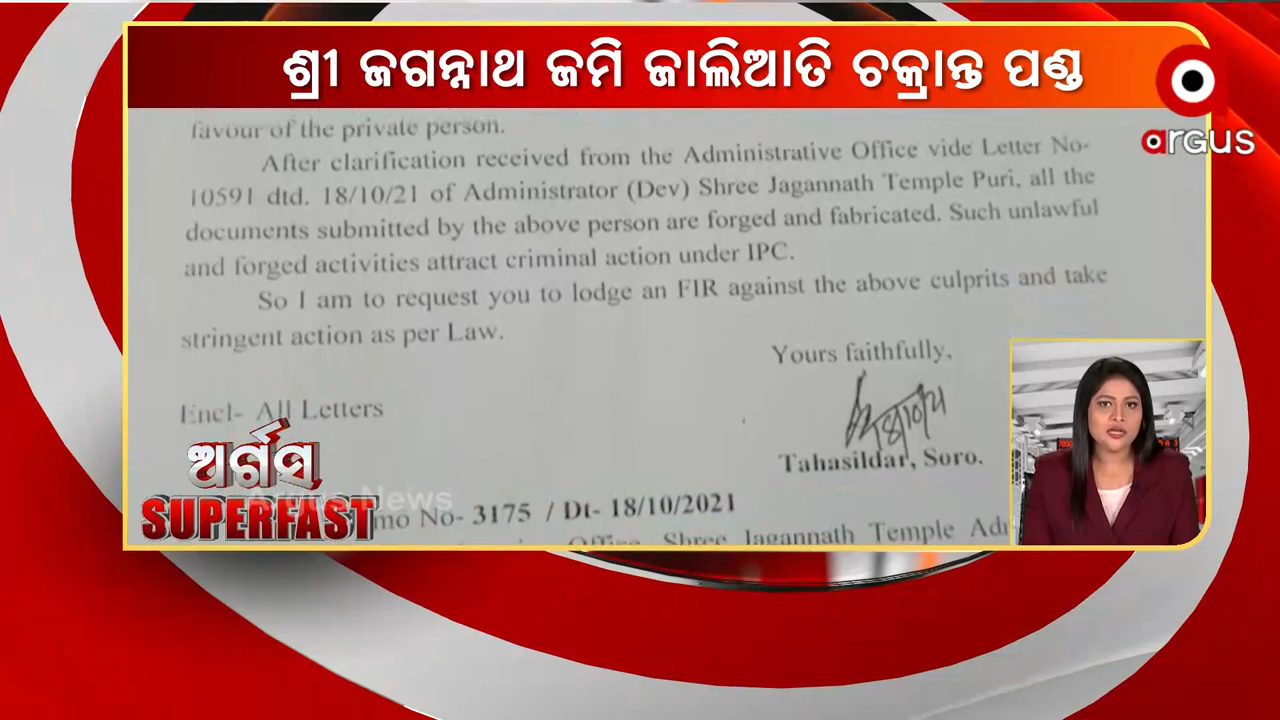 ଶ୍ରୀ ଜଗନ୍ନାଥ ଜମି ଜାଲିଆତି ଚକ୍ରାନ୍ତ ପଣ୍ଡ
argus
favour of the private person.
After clarification received from the Administrative Office vide Letter No-
10591 dtd. 18/10/21 of Administrator (Dev) Shree Jagannath Temple Puri, all the
documents submitted by the above person are forged and fabricated. Such unlawful
and forged activities attract criminal action under IPC.
So I am to request you to lodge an FIR against the above culprits and take
stringent action as per Law.
Yours faithfully,
Encl- All Letters
Tahasildar, Soro.
ଅର୍ଗସ
Argus News
SUPERFAST
mo No- 3175 / Dt- 18/10/2021
Office, Shree Jagannath Temple